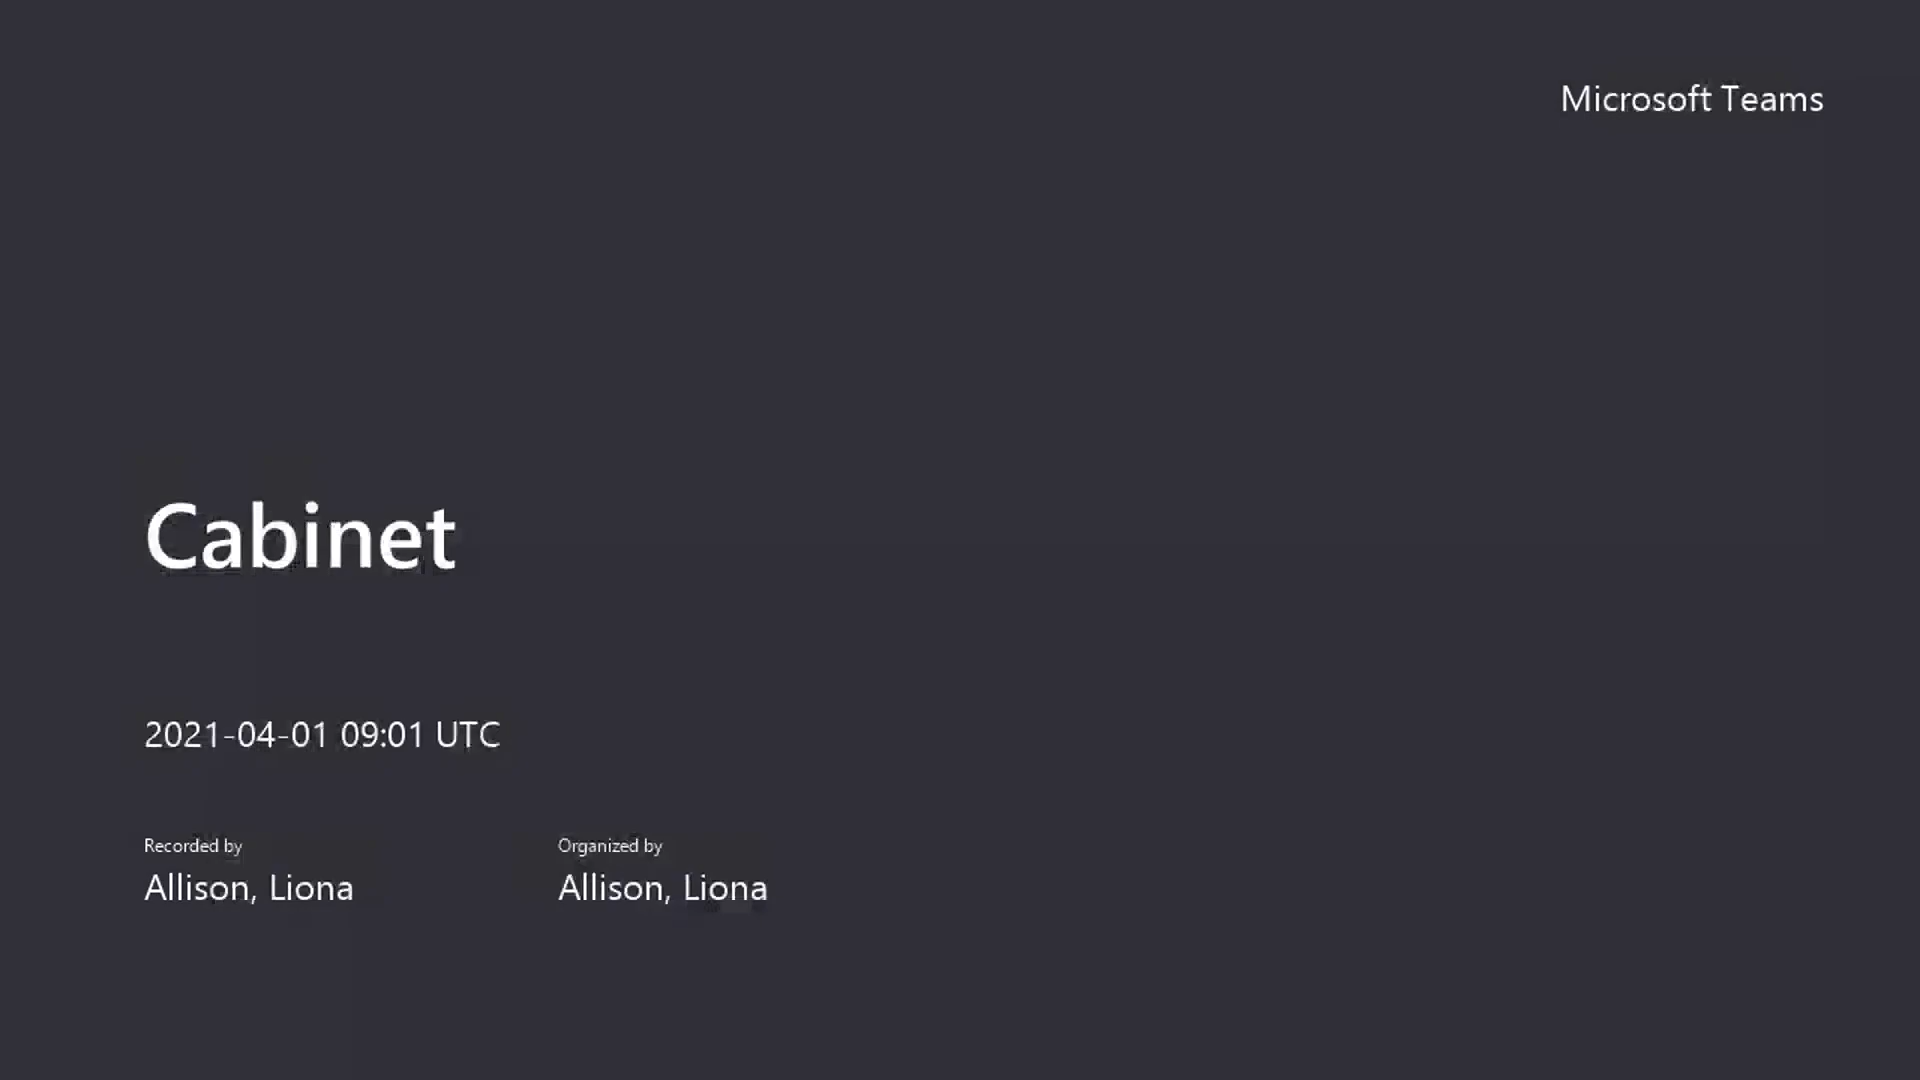 Microsoft Teams
Cabinet
2021-04-01 09:01 UTC
Recorded by
Allison, Liona
Organized by
Allison, Liona